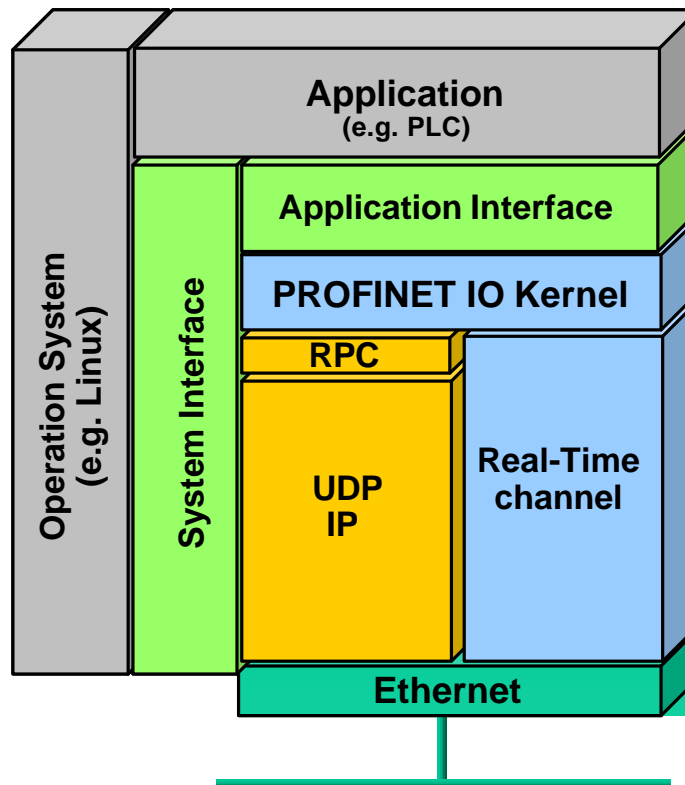 Application
(e.g. PLC)
Application Interface
PROFINET IO Kernel
RPC
UDP
IP
Real-Time
channel
Ethernet
System Interface
Operation System
(e.g. Linux)